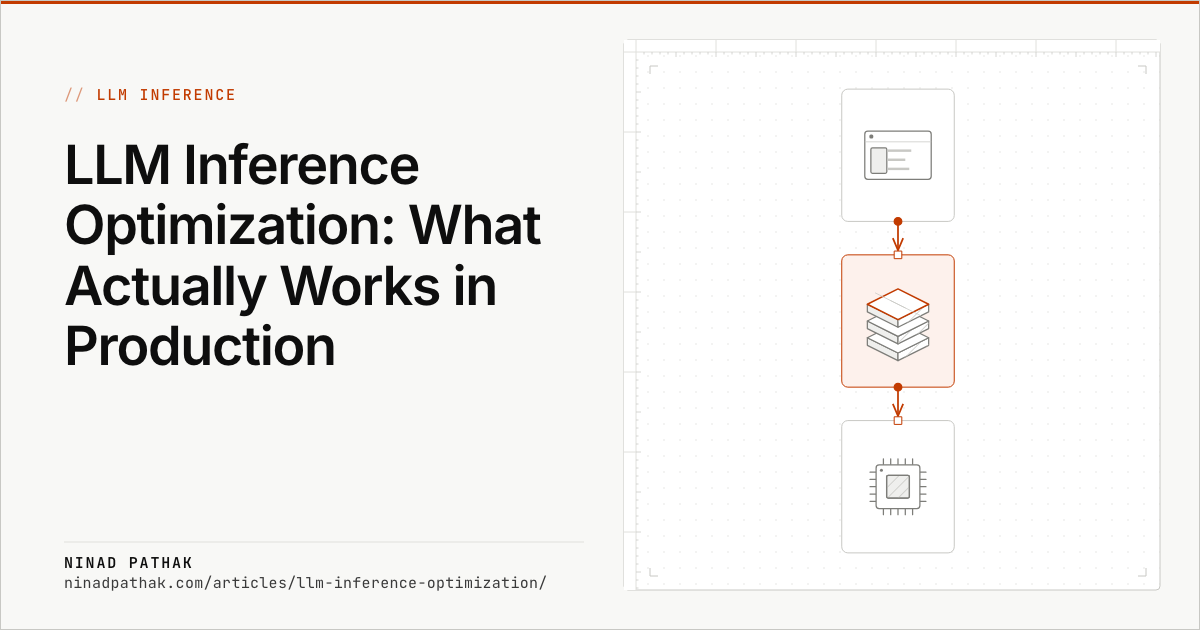 // LLM INFERENCE
LLM Inference
Optimization: What
Actually Works in
Production
NINAD PATHAK
ninadpathak.com/articles/llm-inference-optimization/